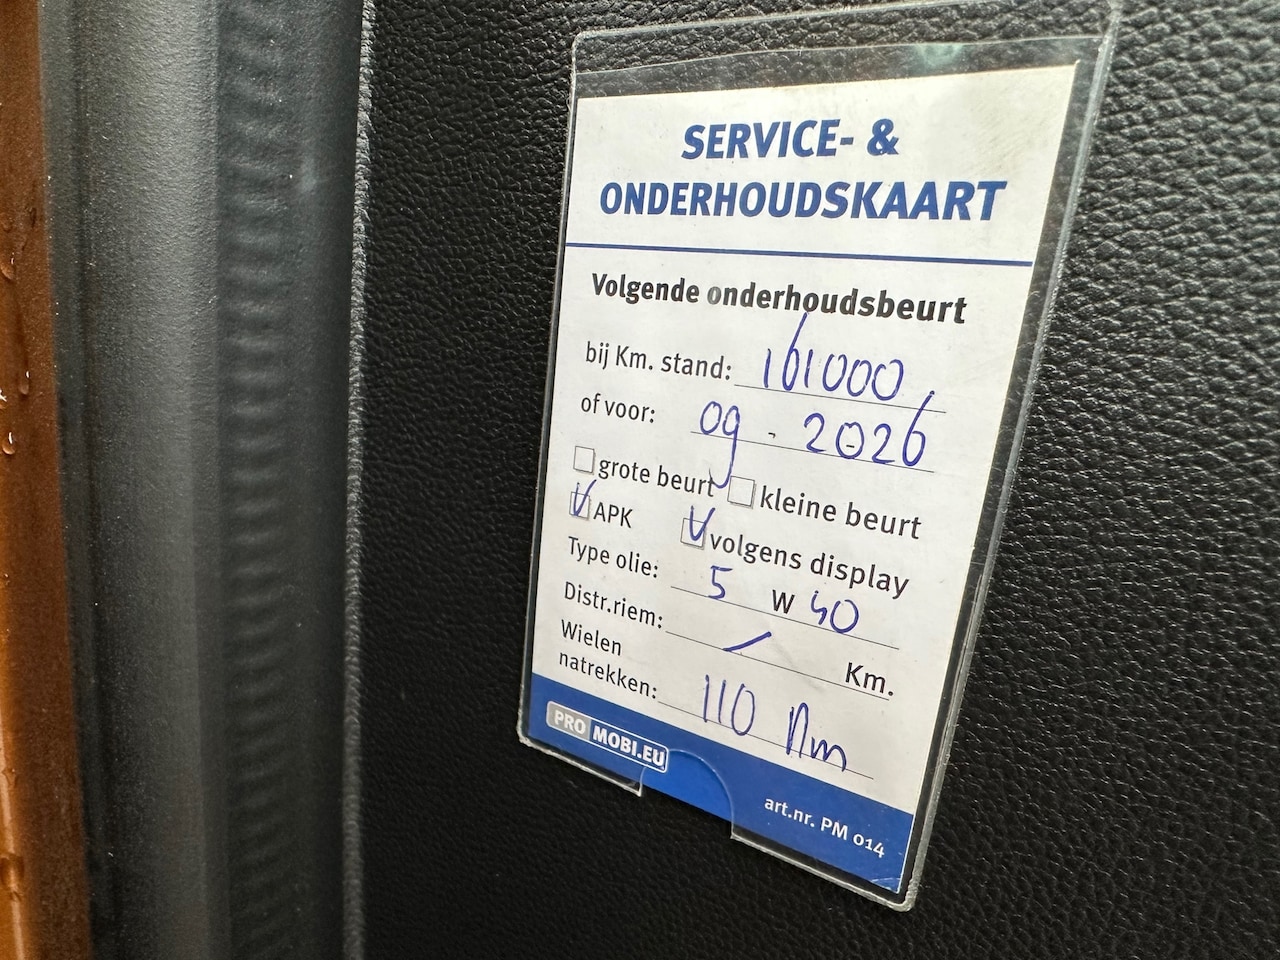 SERVICE- &
ONDERHOUDSKAART
Volgende onderhoudsbeurt
bij Km. stand: 161000
of voor: 09 - 2026
grote beurt kleine beurt
APK volgens display
Type olie: 5 W 40
Distr.riem: / Km.
Wielen
natrekken: 110 Nm
PRO MOBI.EU
art.nr. PM 014